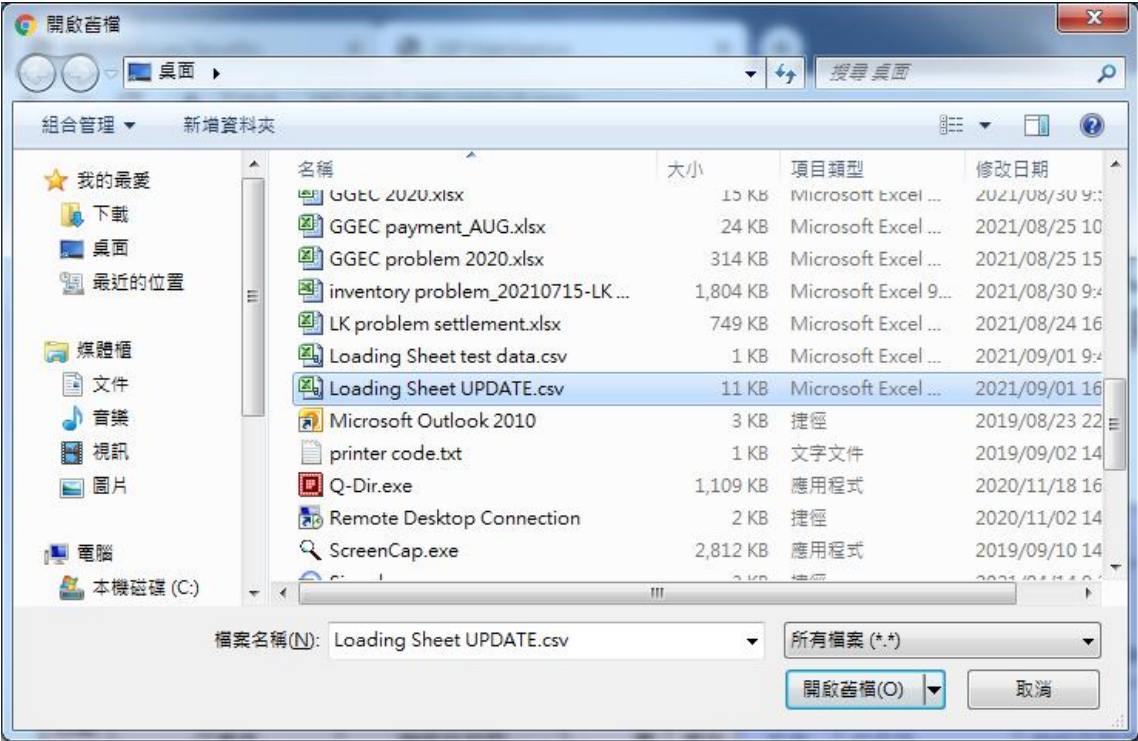 開啟舊檔
桌面
搜尋 桌面
組合管理 新增資料夾
我的最愛
下載
桌面
最近的位置
媒體櫃
文件
音樂
視訊
圖片
電腦
本機磁碟 (C:)
名稱 大小 項目類型 修改日期
GGEC 2020.xlsx 15 KB Microsoft Excel ... 2021/08/30 9:
GGEC payment_AUG.xlsx 24 KB Microsoft Excel ... 2021/08/25 10
GGEC problem 2020.xlsx 314 KB Microsoft Excel ... 2021/08/25 15
inventory problem_20210715-LK ... 1,804 KB Microsoft Excel 9... 2021/08/30 9:4
LK problem settlement.xlsx 749 KB Microsoft Excel ... 2021/08/24 16
Loading Sheet test data.csv 1 KB Microsoft Excel ... 2021/09/01 9:4
Loading Sheet UPDATE.csv 11 KB Microsoft Excel ... 2021/09/01 16
Microsoft Outlook 2010 3 KB 捷徑 2019/08/23 22
printer code.txt 1 KB 文字文件 2019/09/02 14
Q-Dir.exe 1,109 KB 應用程式 2020/11/18 16
Remote Desktop Connection 2 KB 捷徑 2020/11/02 14
ScreenCap.exe 2,812 KB 應用程式 2019/09/10 14
檔案名稱(N): Loading Sheet UPDATE.csv 所有檔案 (*.*)
開啟舊檔(O) 取消